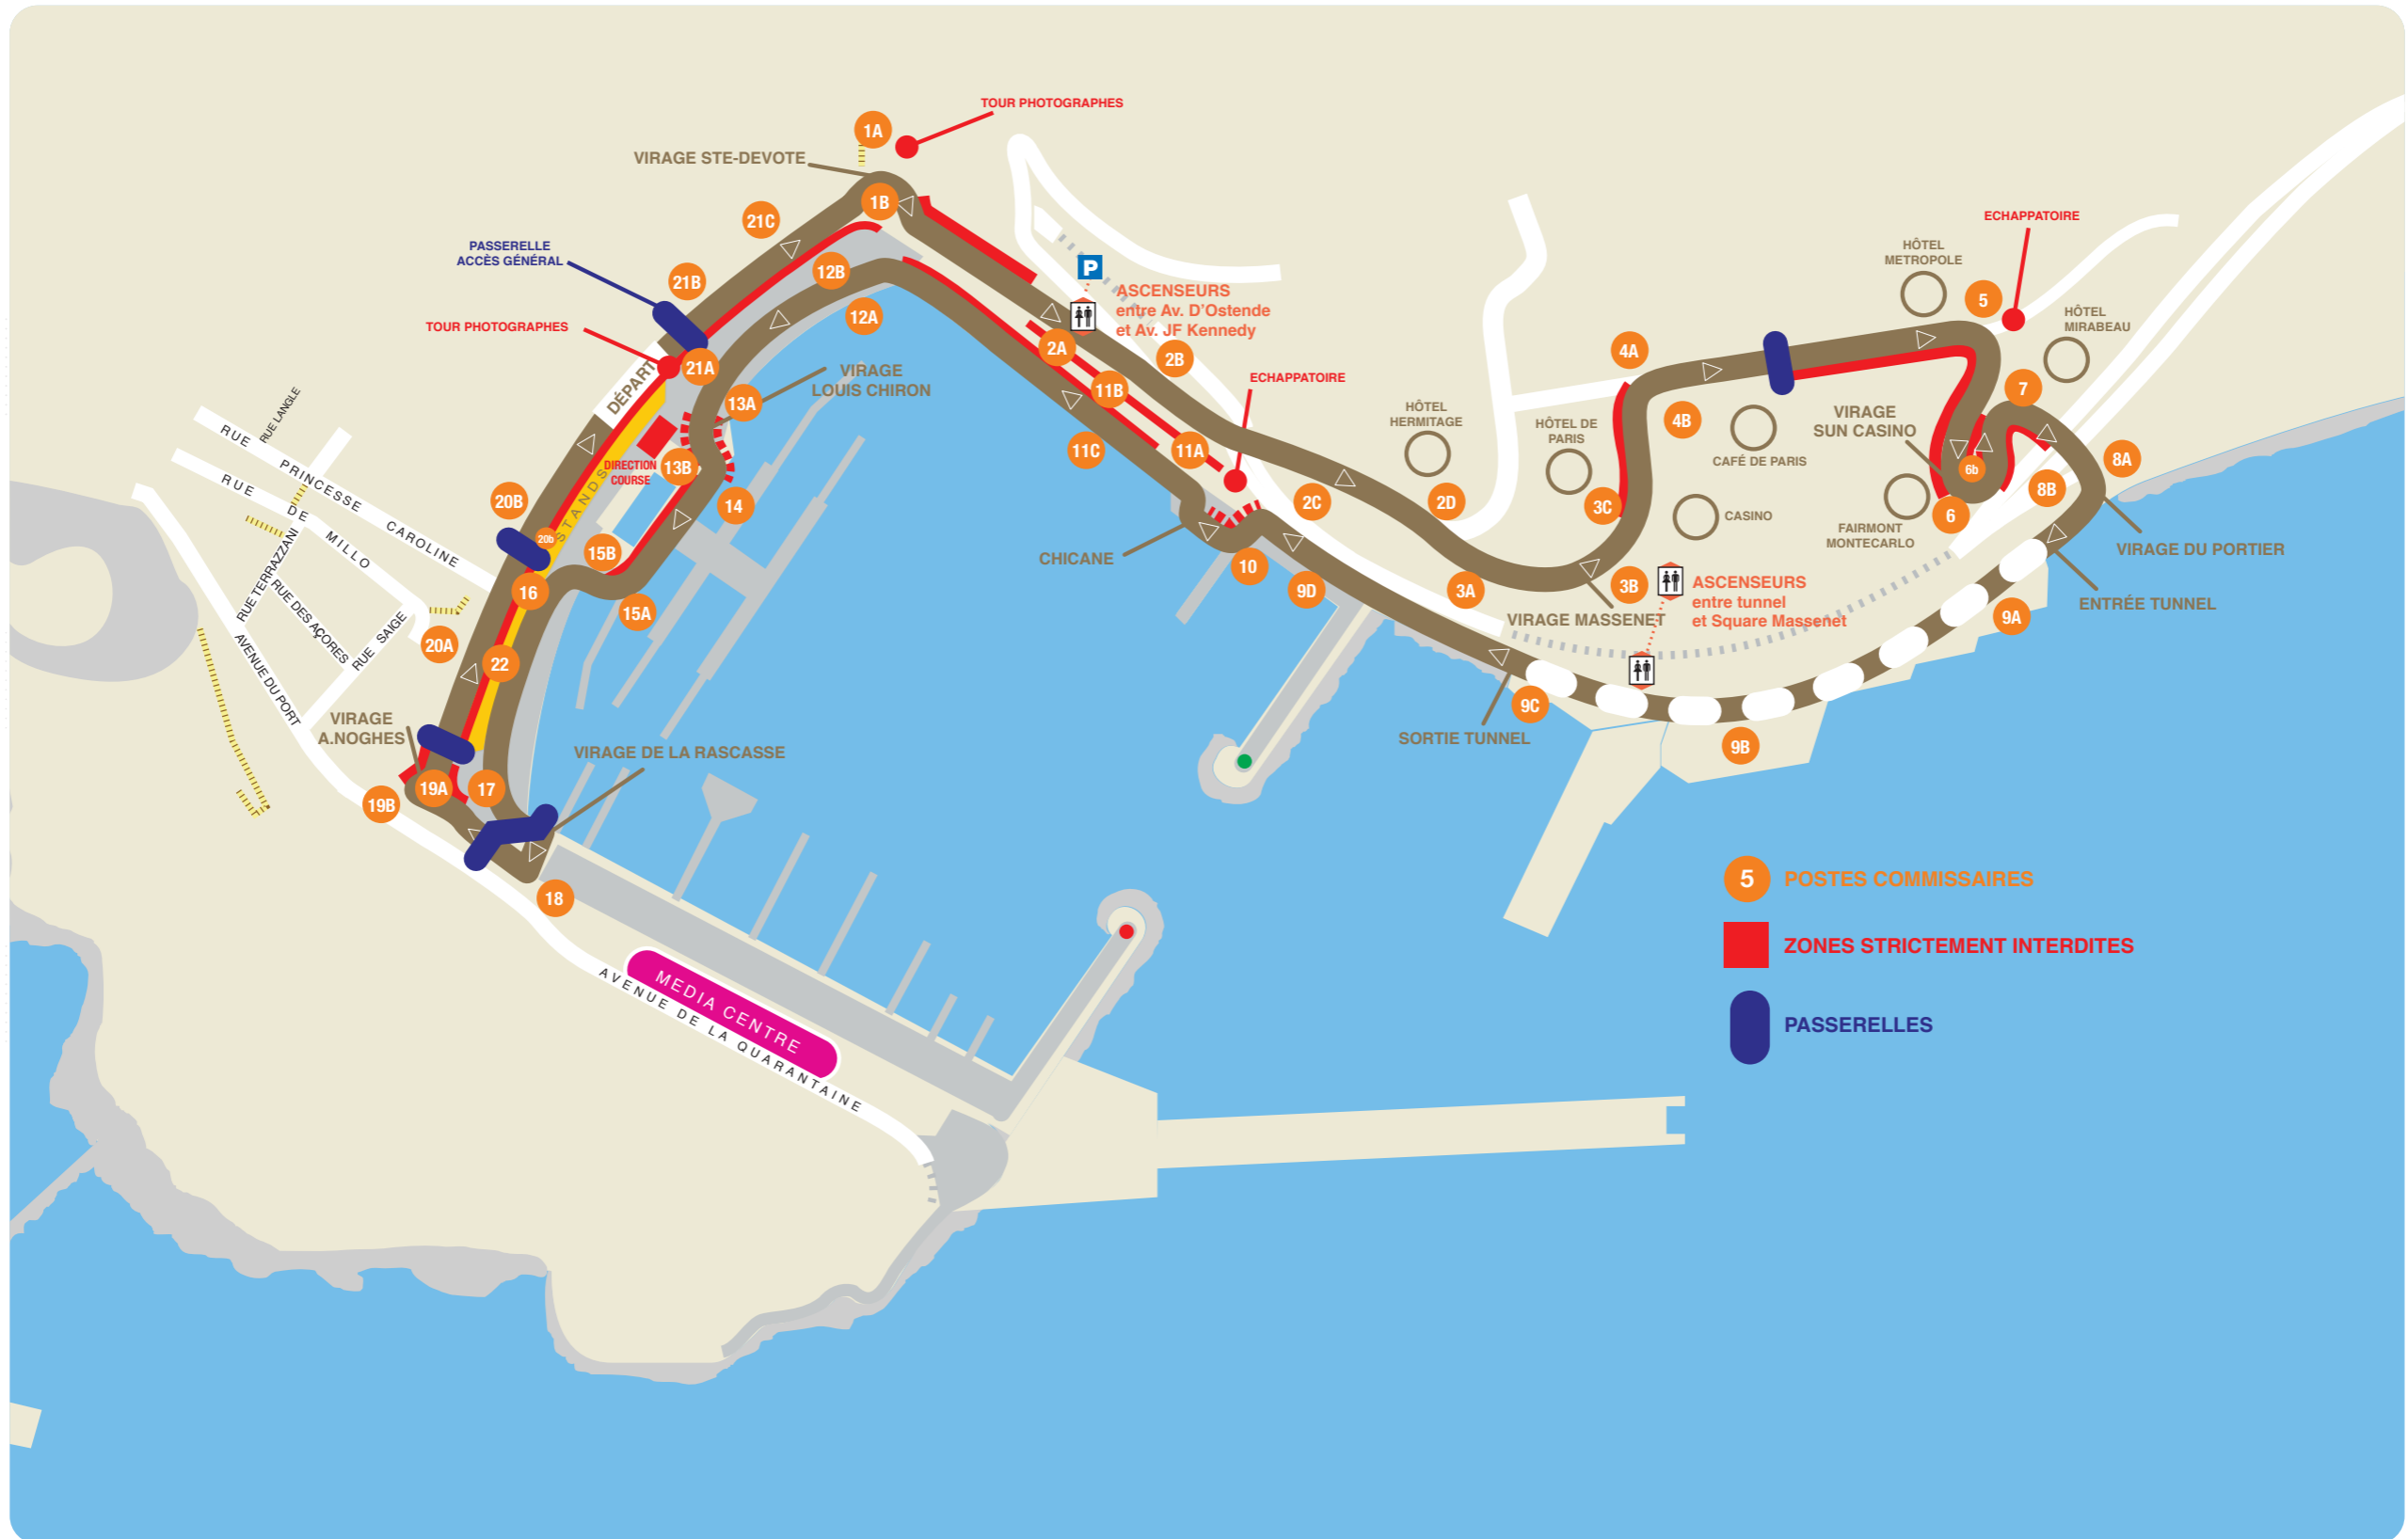 TOUR PHOTOGRAPHES
1A
VIRAGE STE-DEVOTE
1B
21C
PASSERELLE
ACCÈS GÉNÉRAL
21B
12B
12A
TOUR PHOTOGRAPHES
21A
DÉPART
P
ASCENSEURS
entre Av. D'Ostende
et Av. JF Kennedy
2A
2B
11B
11C
11A
ECHAPPATOIRE
VIRAGE
LOUIS CHIRON
13A
13B
DIRECTION
COURSE
STANDS
14
15B
15A
20B
20b
16
22
20A
RUE LANGLE
RUE PRINCESSE CAROLINE
RUE DE MILLO
RUE TERRAZZANI
RUE DES AÇORES
RUE SAIGE
AVENUE DU PORT
VIRAGE
A.NOGHES
19A
19B
17
VIRAGE DE LA RASCASSE
18
MEDIA CENTRE
AVENUE DE LA QUARANTAINE
CHICANE
10
9D
2C
2D
HÔTEL
HERMITAGE
3A
HÔTEL DE
PARIS
3C
3B
VIRAGE MASSENET
ASCENSEURS
entre tunnel
et Square Massenet
4A
4B
CAFÉ DE PARIS
CASINO
HÔTEL
METROPOLE
5
ECHAPPATOIRE
HÔTEL
MIRABEAU
7
VIRAGE
SUN CASINO
6b
6
FAIRMONT
MONTECARLO
8A
8B
VIRAGE DU PORTIER
ENTRÉE TUNNEL
9A
9B
9C
SORTIE TUNNEL
5 POSTES COMMISSAIRES
ZONES STRICTEMENT INTERDITES
PASSERELLES